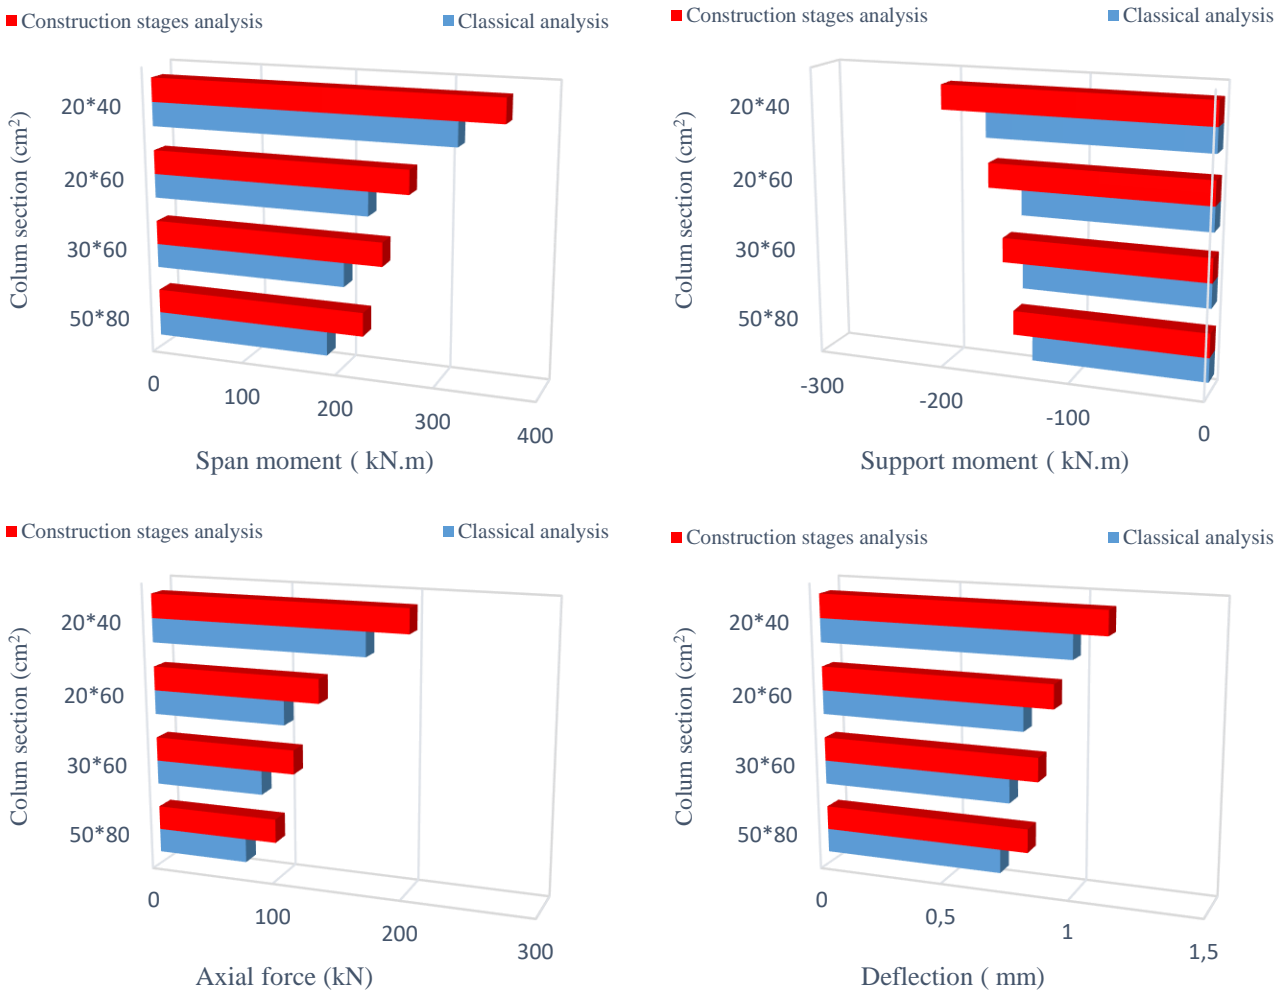 Construction stages analysis Classical analysis
Colum section (cm²)
20*40
20*60
30*60
50*80
0 100 200 300 400
Span moment ( kN.m)
Construction stages analysis Classical analysis
Colum section (cm²)
20*40
20*60
30*60
50*80
-300 -200 -100 0
Support moment ( kN.m)
Construction stages analysis Classical analysis
Colum section (cm²)
20*40
20*60
30*60
50*80
0 100 200 300
Axial force (kN)
Construction stages analysis Classical analysis
Colum section (cm²)
20*40
20*60
30*60
50*80
0 0,5 1 1,5
Deflection ( mm)